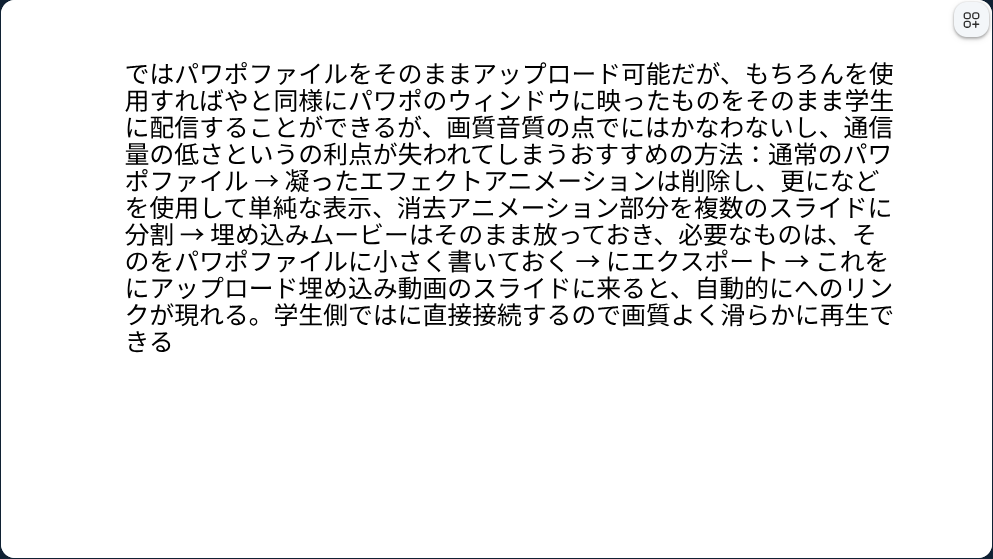 ではパワポファイルをそのままアップロード可能だが、もちろんを使
用すればやと同様にパワポのウィンドウに映ったものをそのまま学生
に配信することができるが、画質音質の点でにはかなわないし、通信
量の低さというの利点が失われてしまうおすすめの方法：通常のパワ
ポファイル → 凝ったエフェクトアニメーションは削除し、更になど
を使用して単純な表示、消去アニメーション部分を複数のスライドに
分割 → 埋め込みムービーはそのまま放っておき、必要なものは、そ
のをパワポファイルに小さく書いておく → にエクスポート → これを
にアップロード埋め込み動画のスライドに来ると、自動的にへのリン
クが現れる。学生側ではに直接接続するので画質よく滑らかに再生で
きる